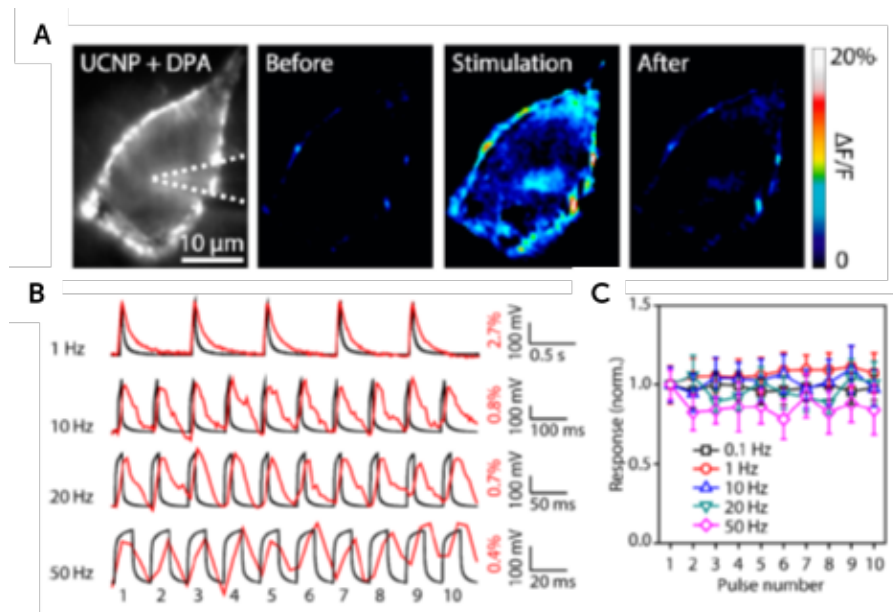 A
UCNP + DPA
Before
Stimulation
After
20%
ΔF/F
0
10 μm
B
1 Hz
2.7%
100 mV
0.5 s
10 Hz
0.8%
100 mV
100 ms
20 Hz
0.7%
100 mV
50 ms
50 Hz
0.4%
100 mV
20 ms
1 2 3 4 5 6 7 8 9 10
C
Response (norm.)
1.5
1.0
0.5
0.0
0.1 Hz
1 Hz
10 Hz
20 Hz
50 Hz
1 2 3 4 5 6 7 8 9 10
Pulse number